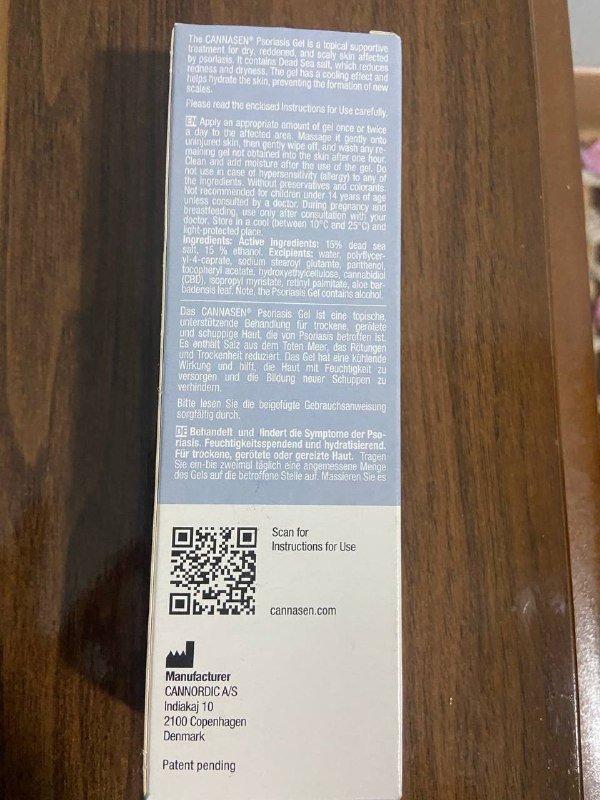 The CANNASEN® Psoriasis Gel is a topical supportive
treatment for dry, reddened, and scaly skin affected
by psoriasis. It contains Dead Sea salt, which reduces
redness and dryness. The gel has a cooling effect and
helps hydrate the skin, preventing the formation of new
scales.
Please read the enclosed Instructions for Use carefully.
EN Apply an appropriate amount of gel once or twice
a day to the affected area. Massage it gently onto
uninjured skin, then gently wipe off, and wash any re-
maining gel not obtained into the skin after one hour.
Clean and add moisture after the use of the gel. Do
not use in case of hypersensitivity (allergy) to any of
the ingredients. Without preservatives and colorants.
Not recommended for children under 14 years of age
unless consulted by a doctor. During pregnancy and
breastfeeding, use only after consultation with your
doctor. Store in a cool (between 10°C and 25°C) and
light-protected place.
Ingredients: Active Ingredients: 15% dead sea
salt, 15 % ethanol. Excipients: water, polyflycer-
yl-4-caprate, sodium stearoyl glutamte, panthenol,
tocopheryl acetate, hydroxyethylcellulose, cannabidiol
(CBD), isopropyl myristate, retinyl palmitate, aloe bar-
badensis leaf. Note, the Psoriasis Gel contains alcohol.
Das CANNASEN® Psoriasis Gel ist eine topische,
unterstützende Behandlung für trockene, gerötete
und schuppige Haut, die von Psoriasis betroffen ist.
Es enthält Salz aus dem Toten Meer, das Rötungen
und Trockenheit reduziert. Das Gel hat eine kühlende
Wirkung und hilft, die Haut mit Feuchtigkeit zu
versorgen und die Bildung neuer Schuppen zu
verhindern.
Bitte lesen Sie die beigefügte Gebrauchsanweisung
sorgfältig durch.
DE Behandelt und lindert die Symptome der Pso-
riasis. Feuchtigkeitsspendend und hydratisierend.
Für trockene, gerötete oder gereizte Haut. Tragen
Sie ein-bis zweimal täglich eine angemessene Menge
des Gels auf die betroffene Stelle auf. Massieren Sie es
Scan for
Instructions for Use
cannasen.com
Manufacturer
CANNORDIC A/S
Indiakaj 10
2100 Copenhagen
Denmark
Patent pending